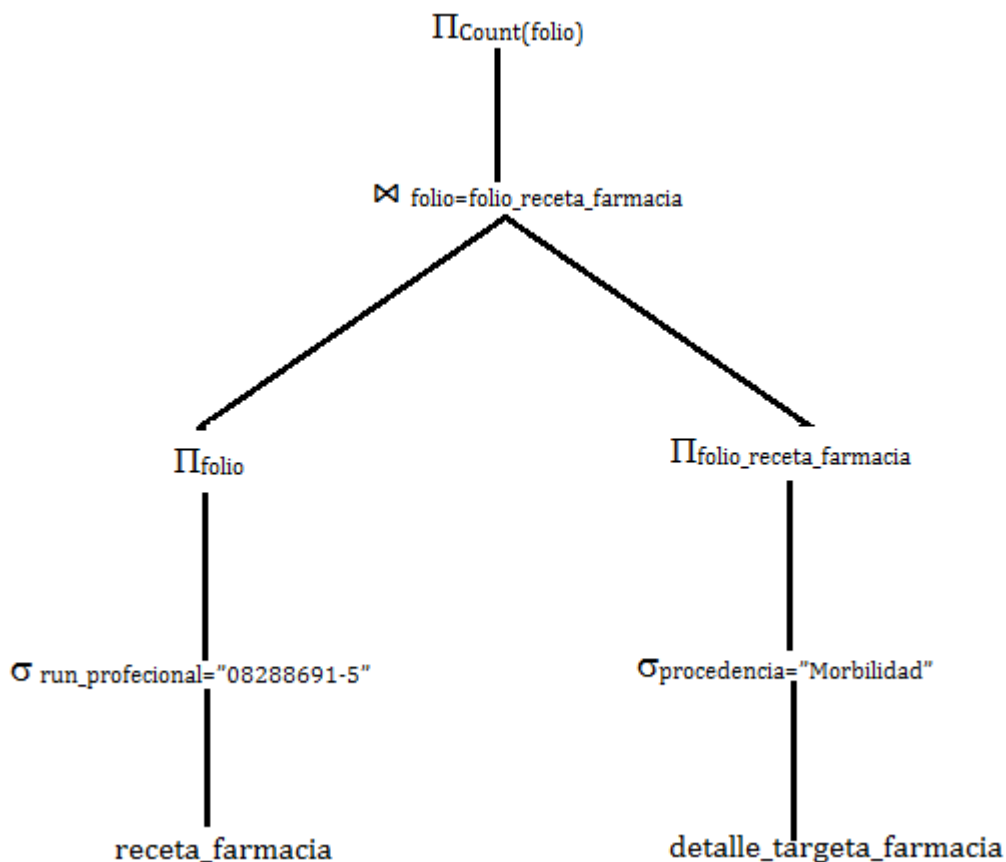 ΠCount(folio)
⋈ folio=folio_receta_farmacia
Πfolio
Πfolio_receta_farmacia
σ run_profecional="08288691-5"
σprocedencia="Morbilidad"
receta_farmacia
detalle_targeta_farmacia